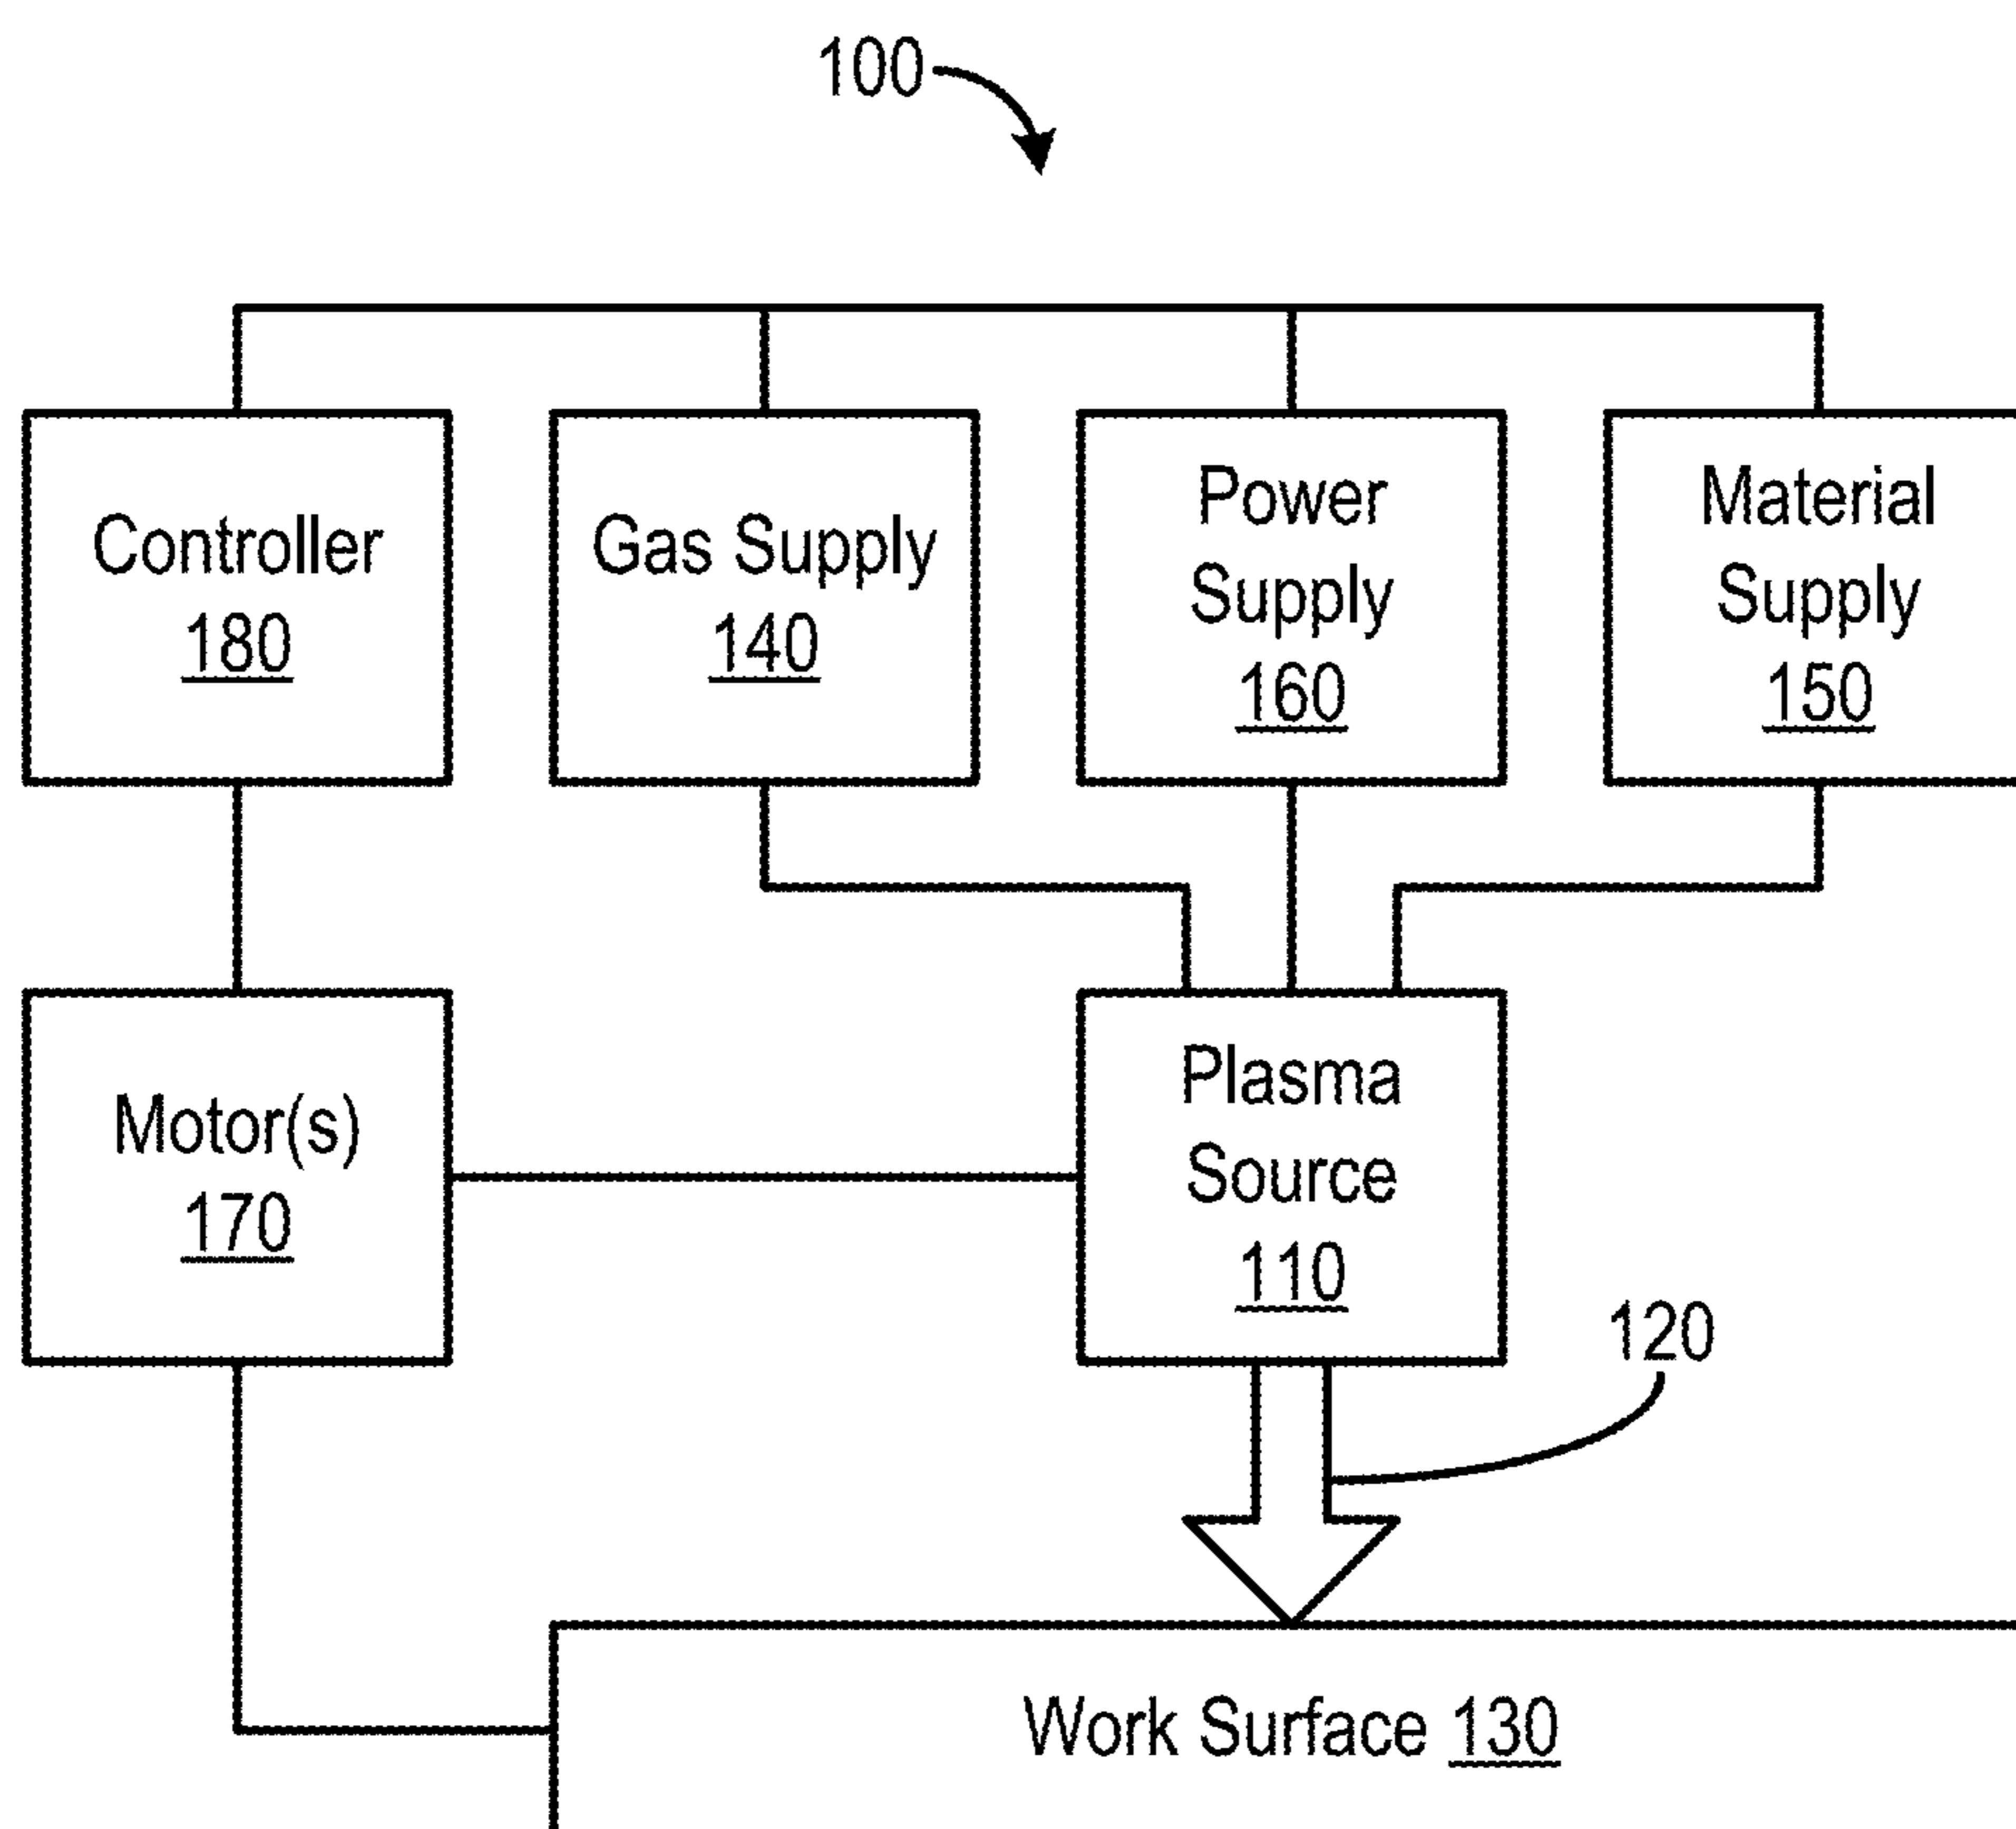 100
Controller
180
Gas Supply
140
Power
Supply
160
Material
Supply
150
Motor(s)
170
Plasma
Source
110
120
Work Surface 130